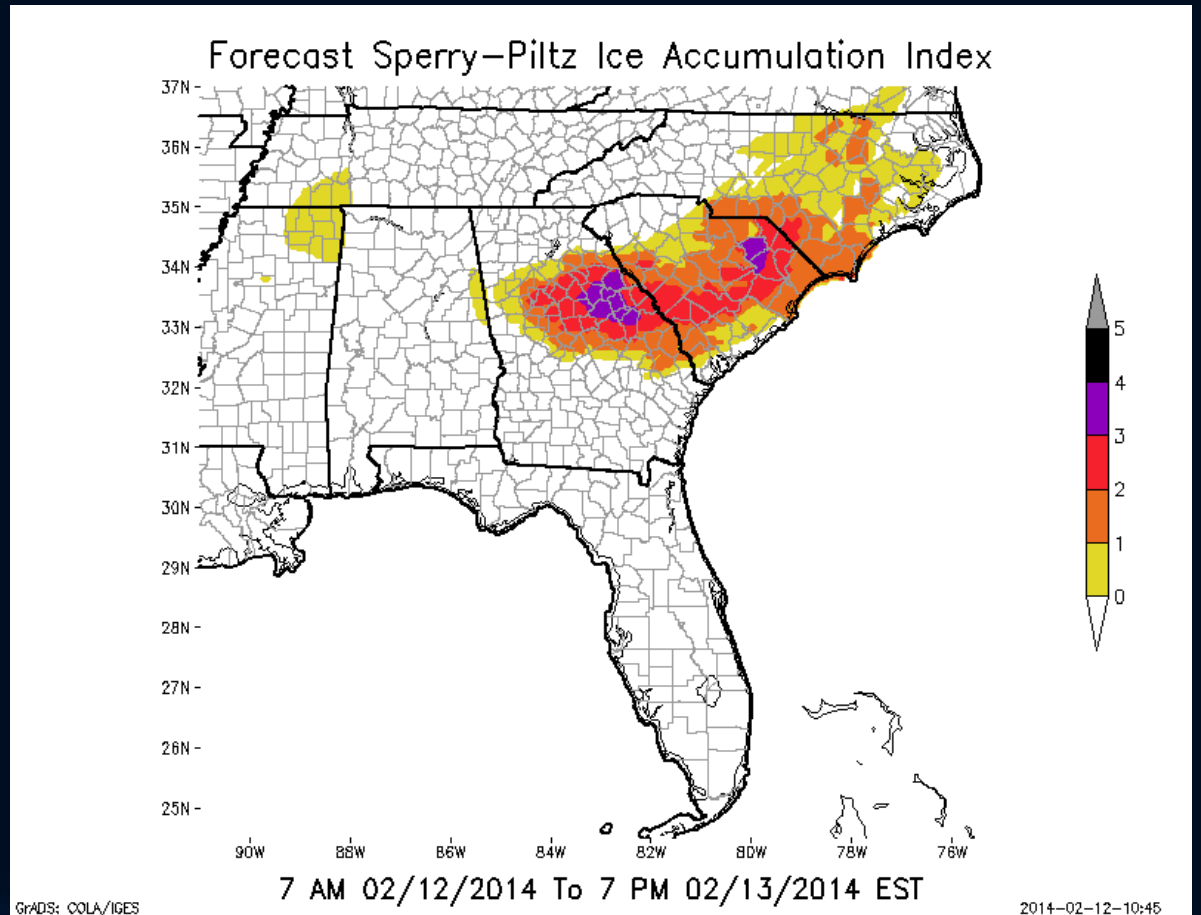 Forecast Sperry-Piltz Ice Accumulation Index
37N
36N
35N
34N
33N
32N
31N
30N
29N
28N
27N
26N
25N
90W 88W 86W 84W 82W 80W 78W 76W
5
4
3
2
1
0
7 AM 02/12/2014 To 7 PM 02/13/2014 EST
GrADS: COLA/IGES
2014-02-12-10:45